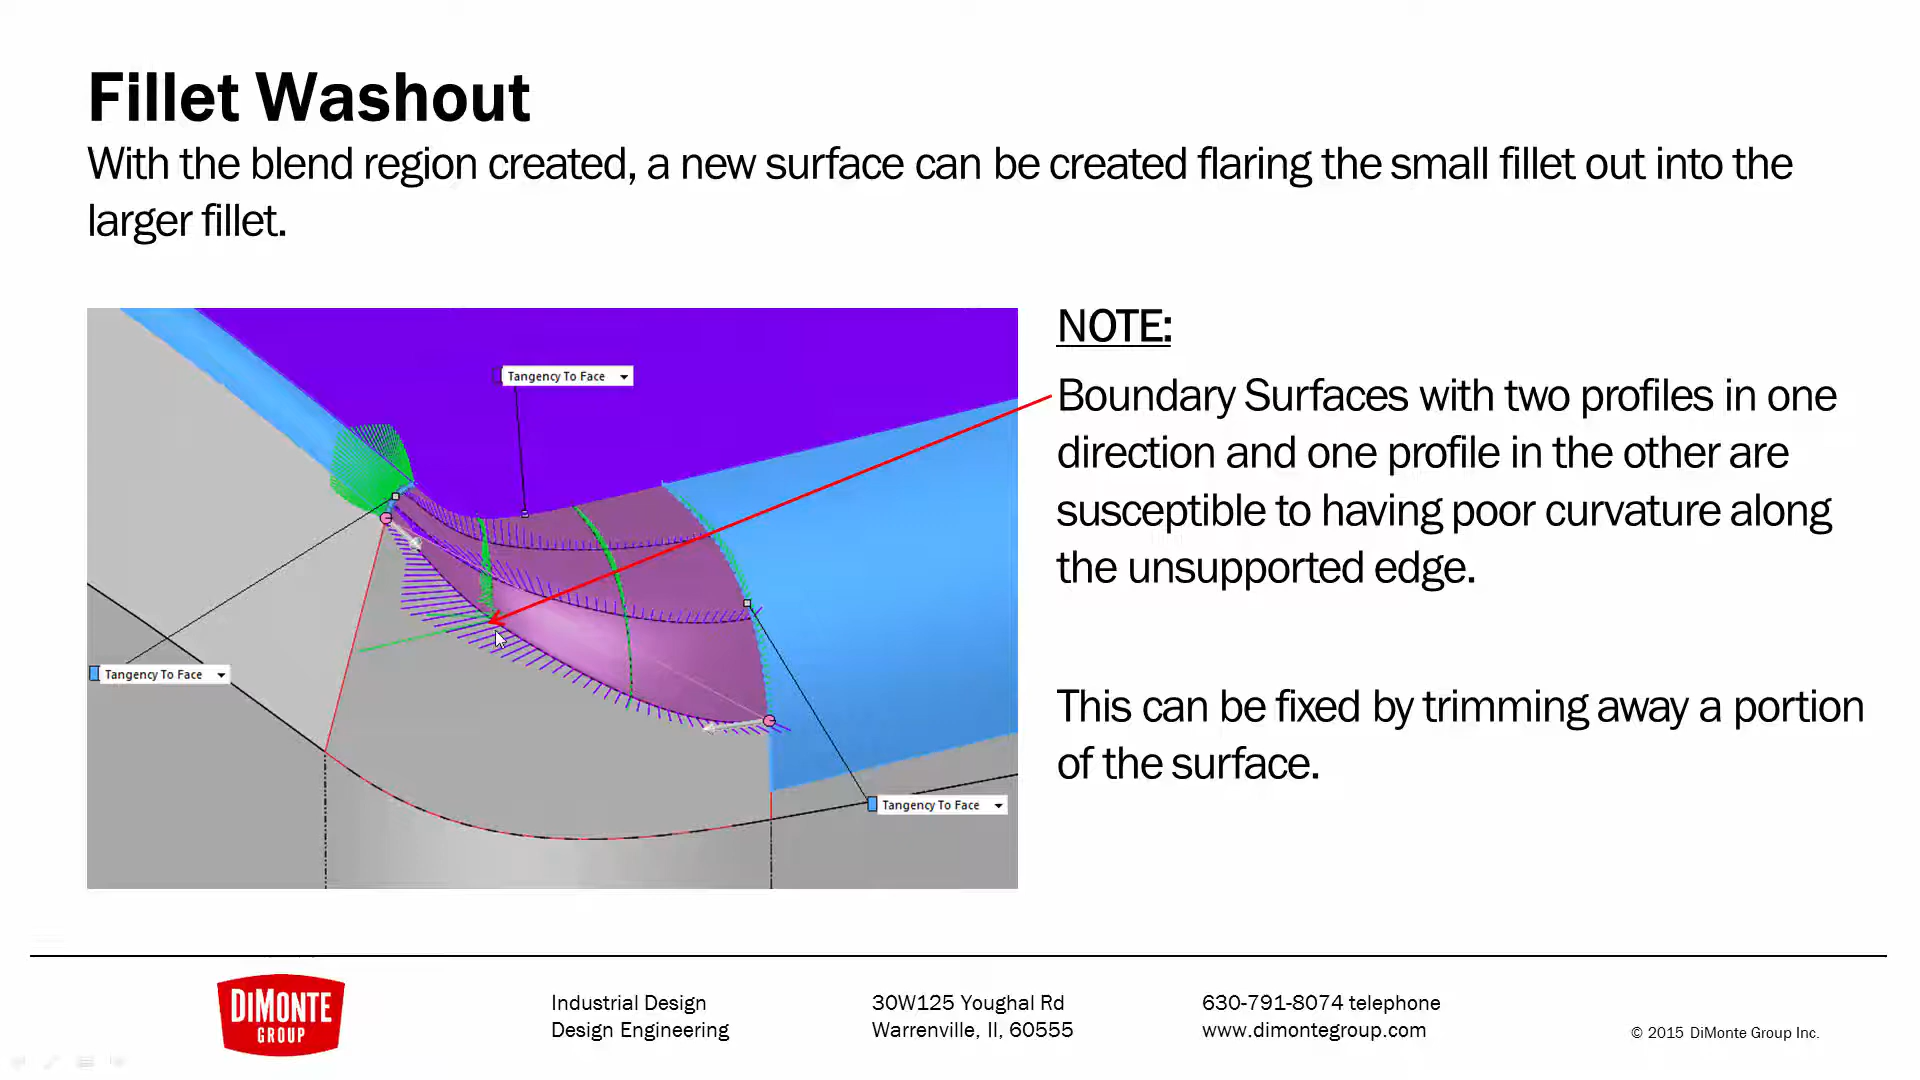 Fillet Washout
With the blend region created, a new surface can be created flaring the small fillet out into the
larger fillet.
Tangency To Face
Tangency To Face
Tangency To Face
NOTE:
Boundary Surfaces with two profiles in one
direction and one profile in the other are
susceptible to having poor curvature along
the unsupported edge.
This can be fixed by trimming away a portion
of the surface.
DIMONTE
GROUP
Industrial Design
Design Engineering
30W125 Youghal Rd
Warrenville, Il, 60555
630-791-8074 telephone
www.dimontegroup.com
© 2015 DiMonte Group Inc.